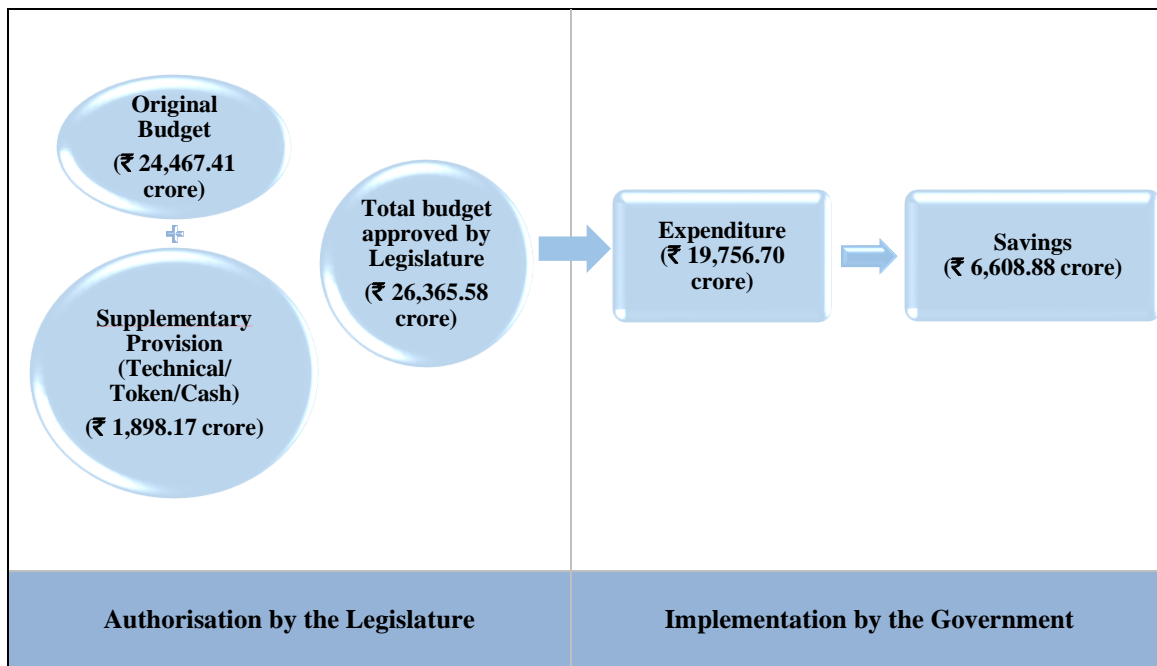 Original
Budget
(₹ 24,467.41
crore)
+
Supplementary
Provision
(Technical/
Token/Cash)
(₹ 1,898.17 crore)
Total budget
approved by
Legislature
(₹ 26,365.58
crore)
Expenditure
(₹ 19,756.70
crore)
Savings
(₹ 6,608.88 crore)
Authorisation by the Legislature
Implementation by the Government